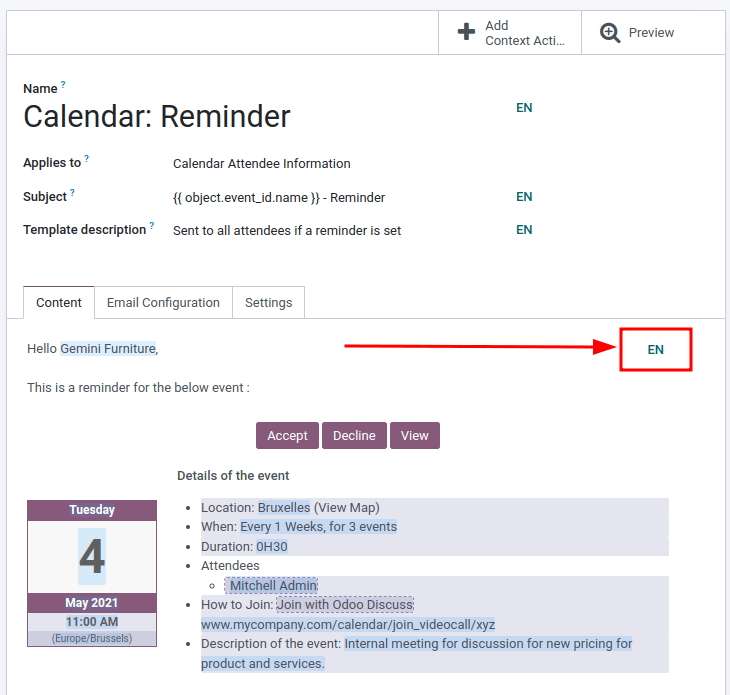 Add
Context Acti...
Preview
Name ?
Calendar: Reminder
EN
Applies to ?
Calendar Attendee Information
Subject ?
{{ object.event_id.name }} - Reminder
EN
Template description ?
Sent to all attendees if a reminder is set
EN
Content
Email Configuration
Settings
Hello Gemini Furniture,
EN
This is a reminder for the below event :
Accept
Decline
View
Details of the event
Tuesday
4
May 2021
11:00 AM
(Europe/Brussels)
Location: Bruxelles (View Map)
When: Every 1 Weeks, for 3 events
Duration: 0H30
Attendees
Mitchell Admin
How to Join: Join with Odoo Discuss
www.mycompany.com/calendar/join_videocall/xyz
Description of the event: Internal meeting for discussion for new pricing for
product and services.